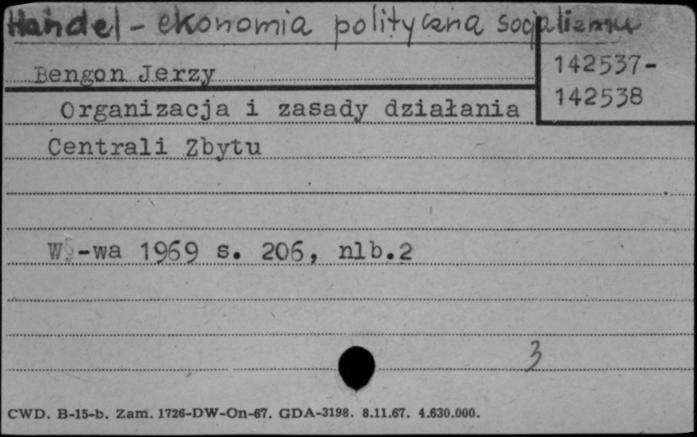 Handel - ekonomia polityczna socjalizmu
Bengon Jerzy
142537-
142538
Organizacja i zasady działania
Centrali Zbytu
WS-wa 1969 s. 206, nlb.2
3
CWD. B-15-b. Zam. 1726-DW-On-67. GDA-3198. 8.11.67. 4.630.000.